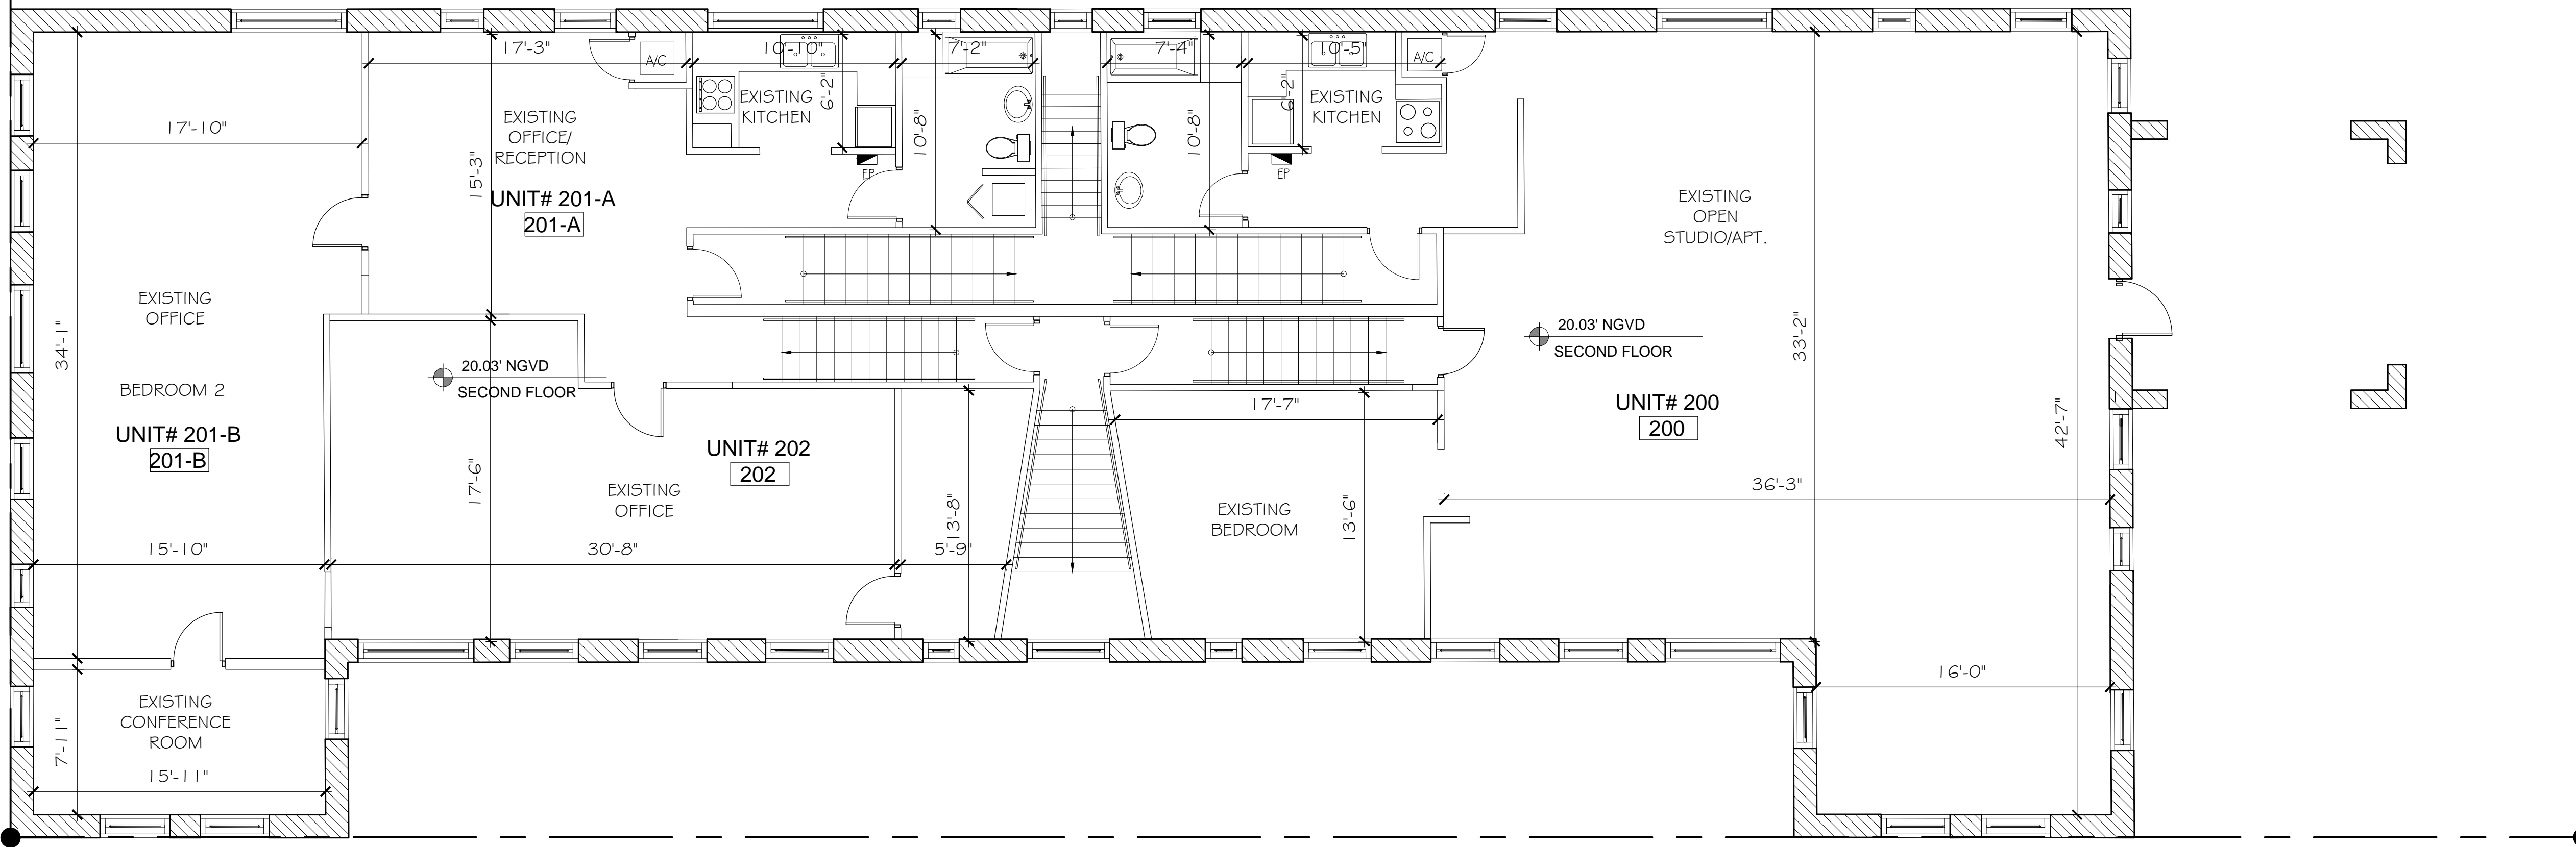 17'-3"
10'-10"
7'-2"
7'-4"
10'-5"
A/C
A/C
6'-2"
6'-2"
EXISTING
KITCHEN
EXISTING
KITCHEN
17'-10"
EXISTING
OFFICE/
RECEPTION
15'-3"
10'-8"
10'-8"
EP
EP
UNIT# 201-A
201-A
EXISTING
OPEN
STUDIO/APT.
EXISTING
OFFICE
34'-1"
20.03' NGVD
SECOND FLOOR
20.03' NGVD
SECOND FLOOR
33'-2"
BEDROOM 2
UNIT# 201-B
201-B
UNIT# 202
202
17'-7"
UNIT# 200
200
42'-7"
17'-6"
EXISTING
OFFICE
13'-8"
EXISTING
BEDROOM
13'-6"
36'-3"
15'-10"
30'-8"
5'-9"
16'-0"
EXISTING
CONFERENCE
ROOM
7'-11"
15'-11"